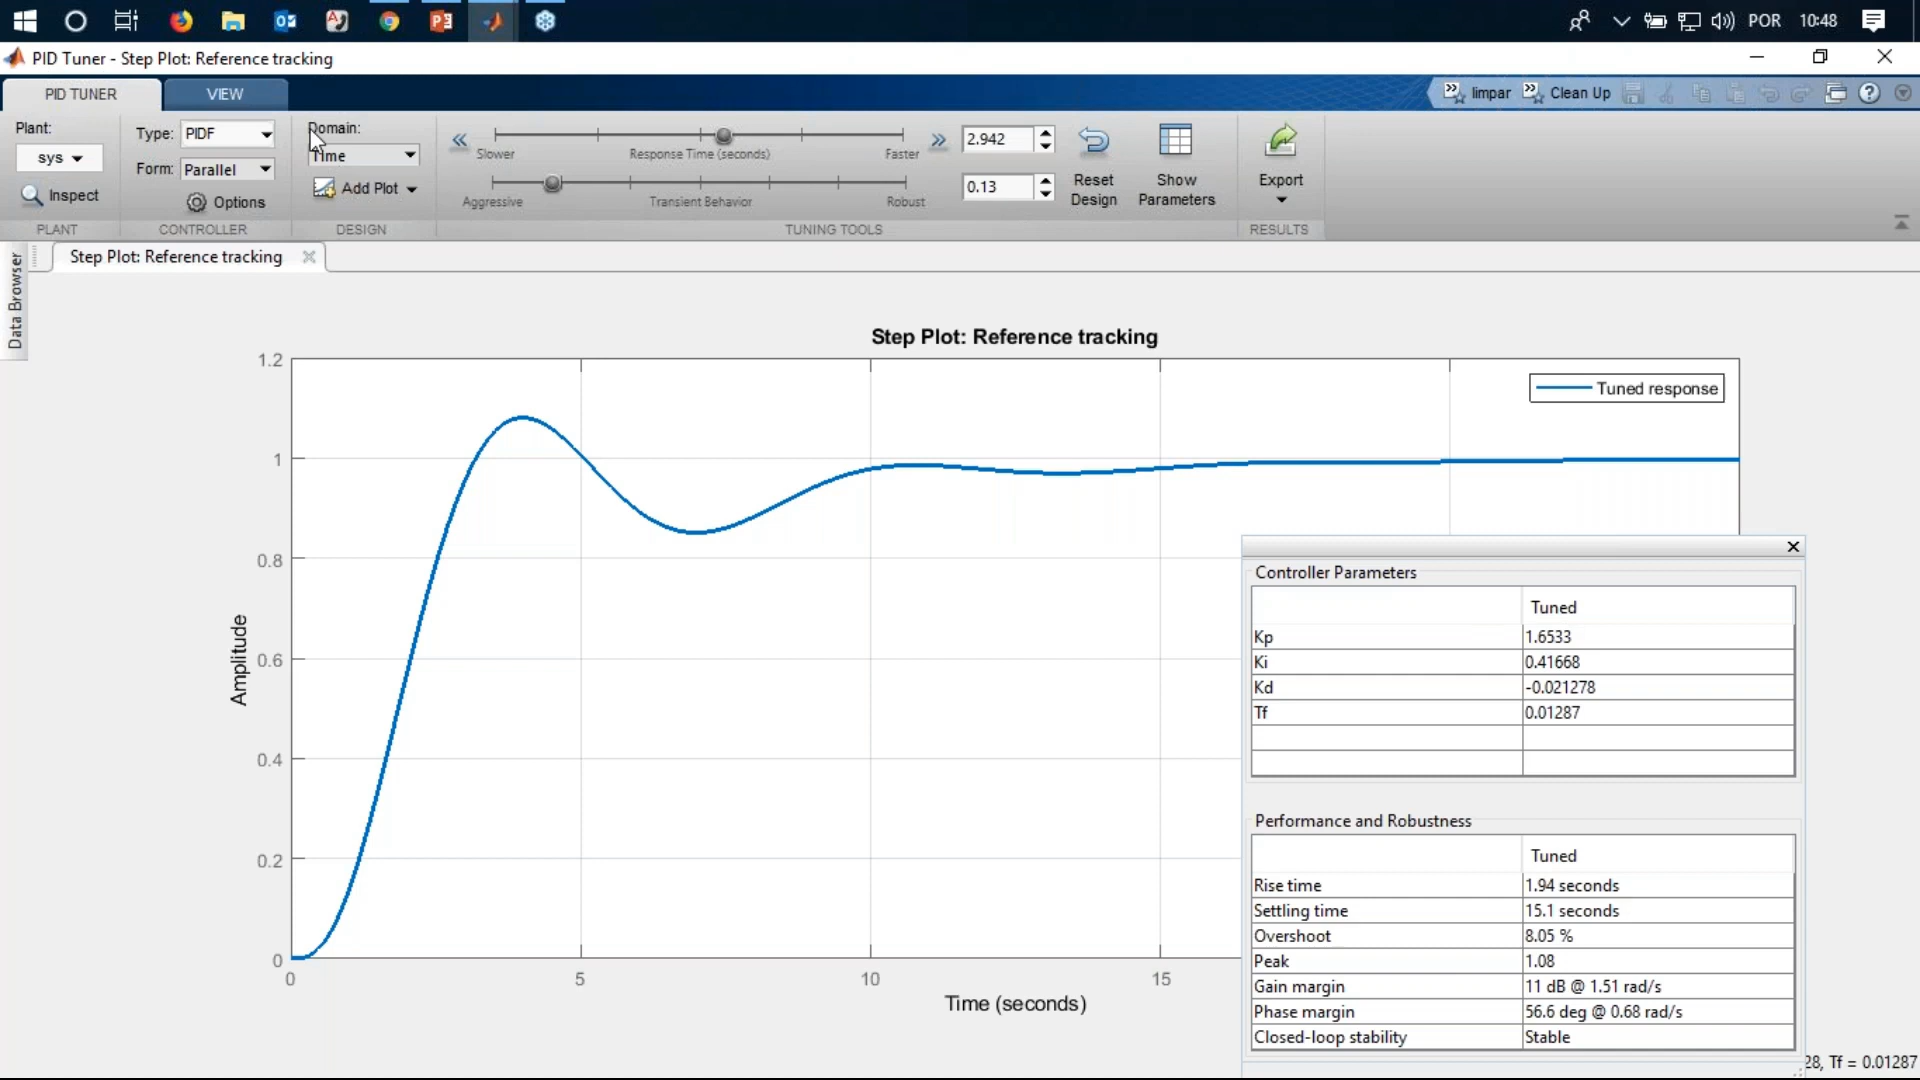 POR 10:48
PID Tuner - Step Plot: Reference tracking
PID TUNER VIEW limpar Clean Up
Plant:
sys
Inspect
PLANT
Type: PIDF
Form: Parallel
Options
CONTROLLER
Domain:
Time
Add Plot
DESIGN
Slower Response Time (seconds) Faster
2.942
Aggressive Transient Behavior Robust
0.13
Reset Design
Show Parameters
TUNING TOOLS
Export
RESULTS
Data Browser
Step Plot: Reference tracking
Step Plot: Reference tracking
Tuned response
1.2
1
0.8
0.6
0.4
0.2
0
Amplitude
0 5 10 15
Time (seconds)
Controller Parameters
Tuned
Kp 1.6533
Ki 0.41668
Kd -0.021278
Tf 0.01287
Performance and Robustness
Tuned
Rise time 1.94 seconds
Settling time 15.1 seconds
Overshoot 8.05 %
Peak 1.08
Gain margin 11 dB @ 1.51 rad/s
Phase margin 56.6 deg @ 0.68 rad/s
Closed-loop stability Stable
28, Tf = 0.01287